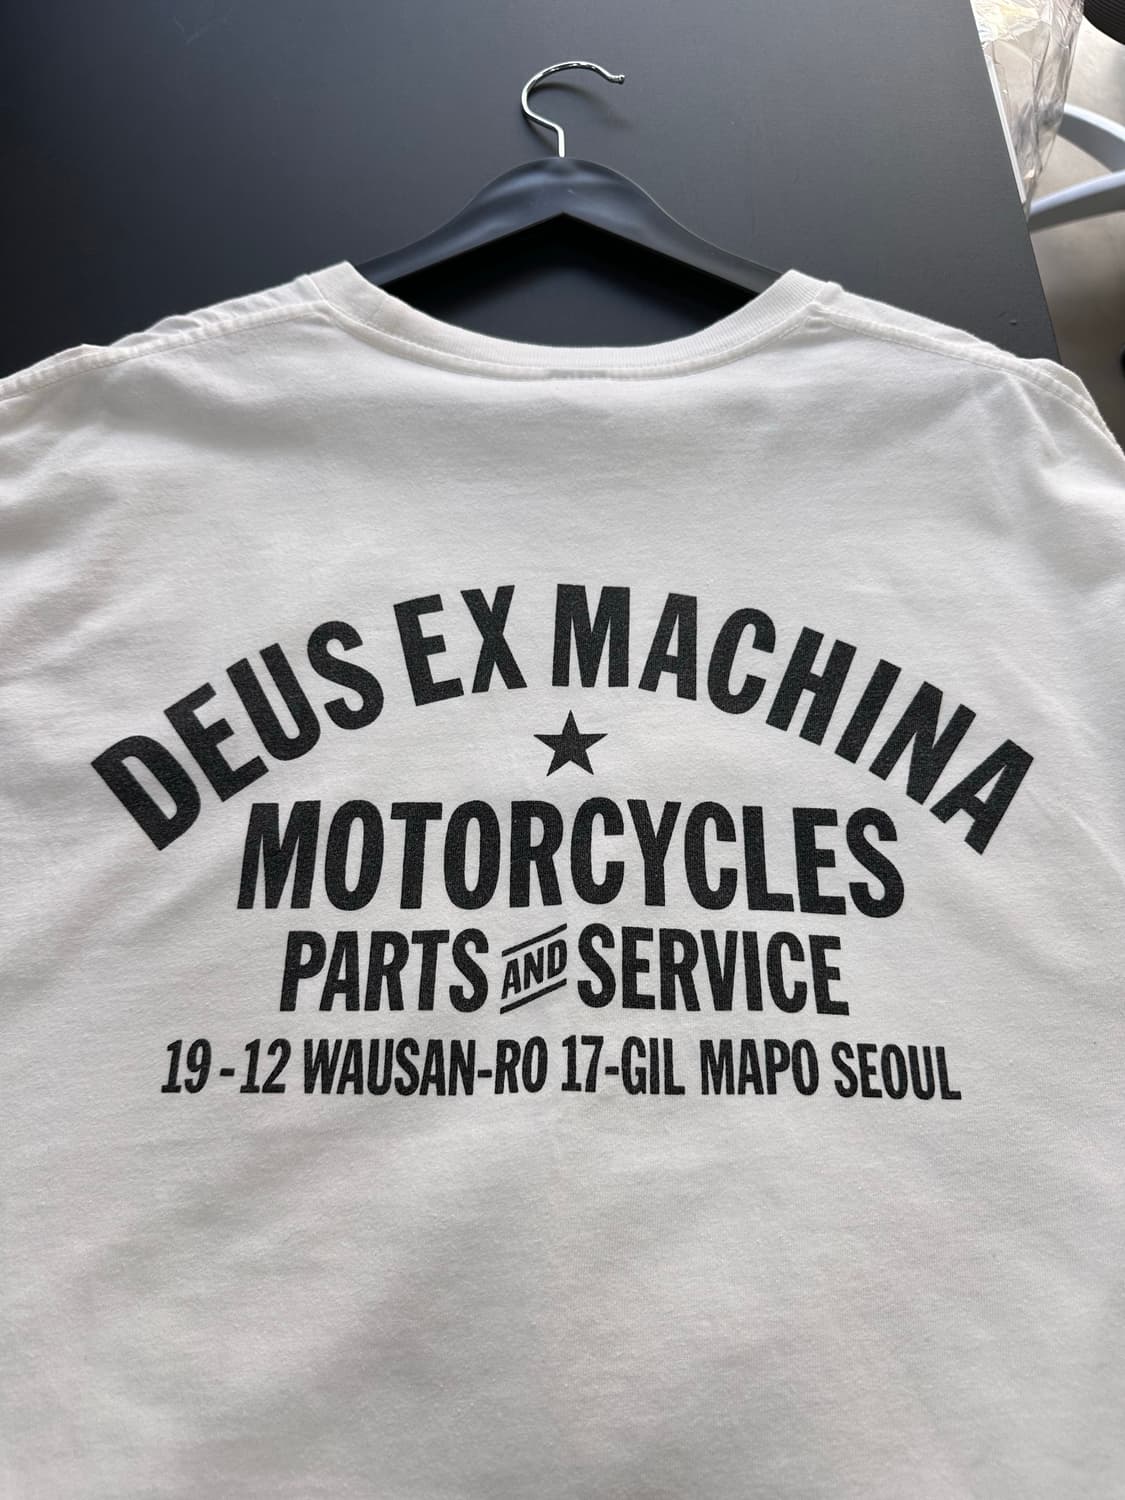 DEUS EX MACHINA
MOTORCYCLES
PARTS AND SERVICE
19-12 WAUSAN-RO 17-GIL MAPO SEOUL